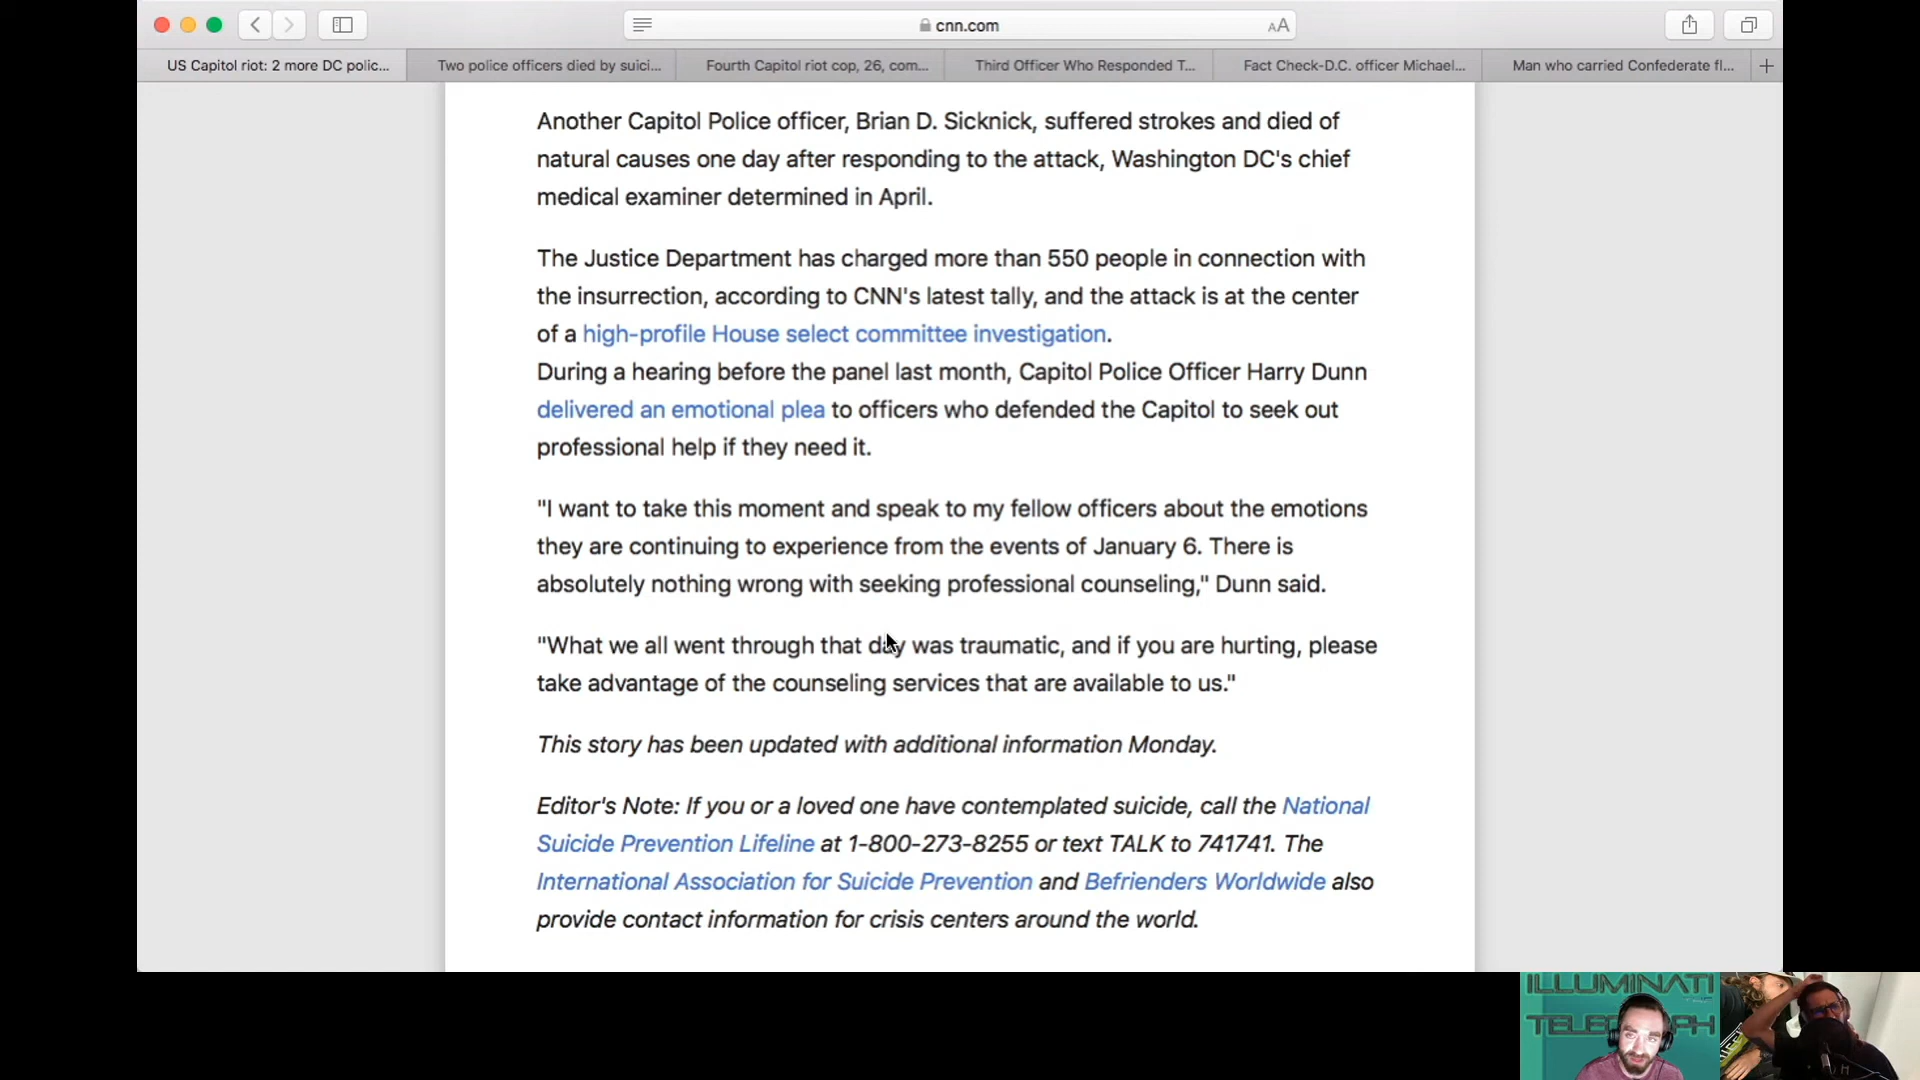 cnn.com
AA
US Capitol riot: 2 more DC polic...
Two police officers died by suici...
Fourth Capitol riot cop, 26, com...
Third Officer Who Responded T...
Fact Check-D.C. officer Michael...
Man who carried Confederate fl...
Another Capitol Police officer, Brian D. Sicknick, suffered strokes and died of
natural causes one day after responding to the attack, Washington DC's chief
medical examiner determined in April.
The Justice Department has charged more than 550 people in connection with
the insurrection, according to CNN's latest tally, and the attack is at the center
of a high-profile House select committee investigation.
During a hearing before the panel last month, Capitol Police Officer Harry Dunn
delivered an emotional plea to officers who defended the Capitol to seek out
professional help if they need it.
"I want to take this moment and speak to my fellow officers about the emotions
they are continuing to experience from the events of January 6. There is
absolutely nothing wrong with seeking professional counseling," Dunn said.
"What we all went through that day was traumatic, and if you are hurting, please
take advantage of the counseling services that are available to us."
This story has been updated with additional information Monday.
Editor's Note: If you or a loved one have contemplated suicide, call the National
Suicide Prevention Lifeline at 1-800-273-8255 or text TALK to 741741. The
International Association for Suicide Prevention and Befrienders Worldwide also
provide contact information for crisis centers around the world.
ILLUMINATI